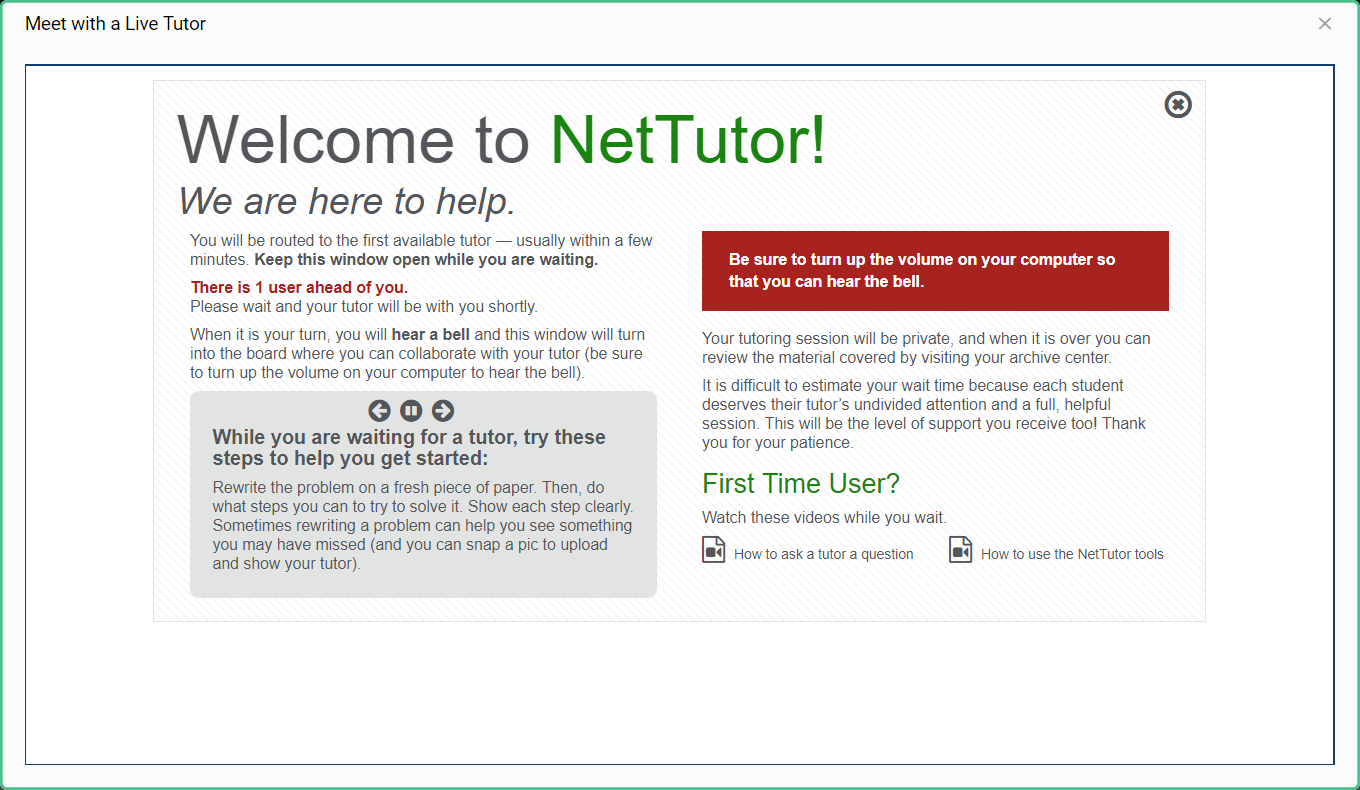 Meet with a Live Tutor
Welcome to NetTutor!
We are here to help.
You will be routed to the first available tutor — usually within a few
minutes. Keep this window open while you are waiting.
There is 1 user ahead of you.
Please wait and your tutor will be with you shortly.
When it is your turn, you will hear a bell and this window will turn
into the board where you can collaborate with your tutor (be sure
to turn up the volume on your computer to hear the bell).
While you are waiting for a tutor, try these
steps to help you get started:
Rewrite the problem on a fresh piece of paper. Then, do
what steps you can to try to solve it. Show each step clearly.
Sometimes rewriting a problem can help you see something
you may have missed (and you can snap a pic to upload
and show your tutor).
Be sure to turn up the volume on your computer so
that you can hear the bell.
Your tutoring session will be private, and when it is over you can
review the material covered by visiting your archive center.
It is difficult to estimate your wait time because each student
deserves their tutor’s undivided attention and a full, helpful
session. This will be the level of support you receive too! Thank
you for your patience.
First Time User?
Watch these videos while you wait.
How to ask a tutor a question
How to use the NetTutor tools